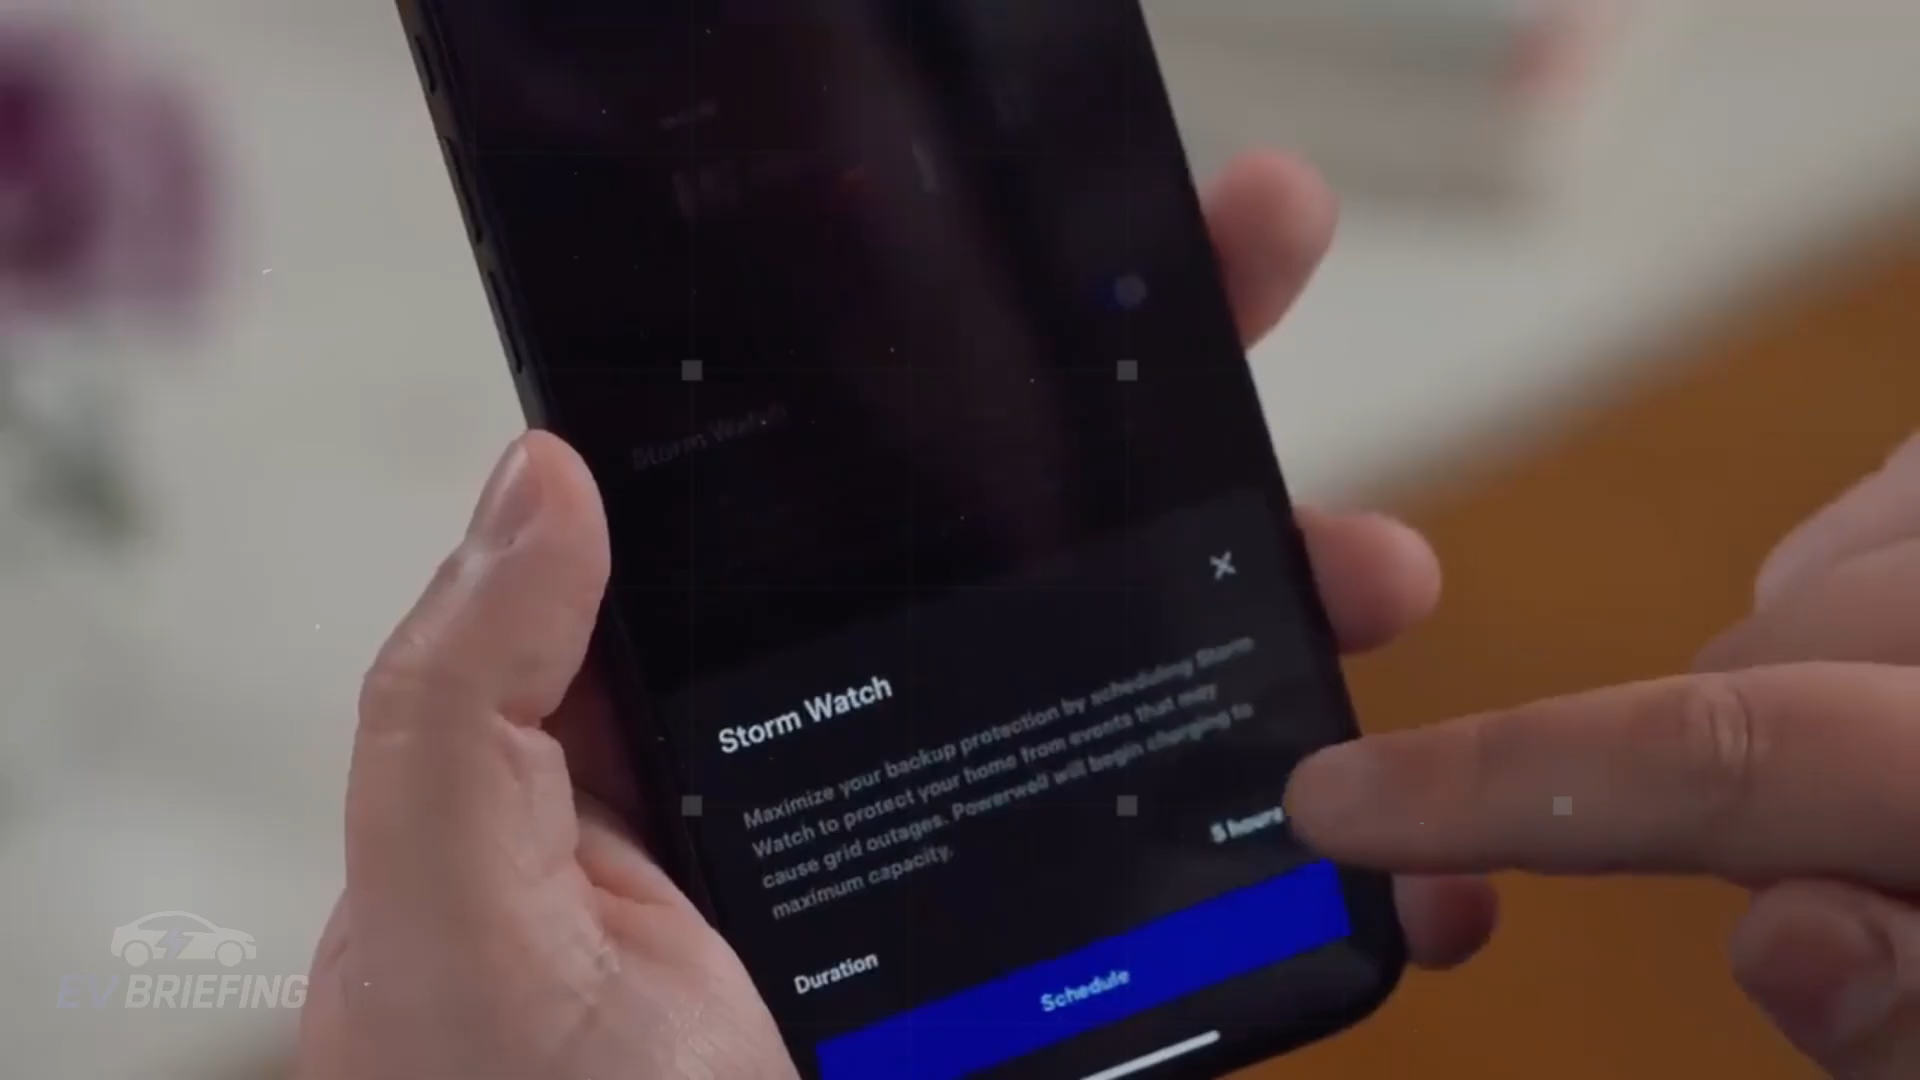 Storm Watch
Storm Watch
Maximize your backup protection by scheduling Storm
Watch to protect your home from events that may
cause grid outages. Powerwall will begin charging to
maximum capacity.
5 hours
Duration
Schedule
EV BRIEFING